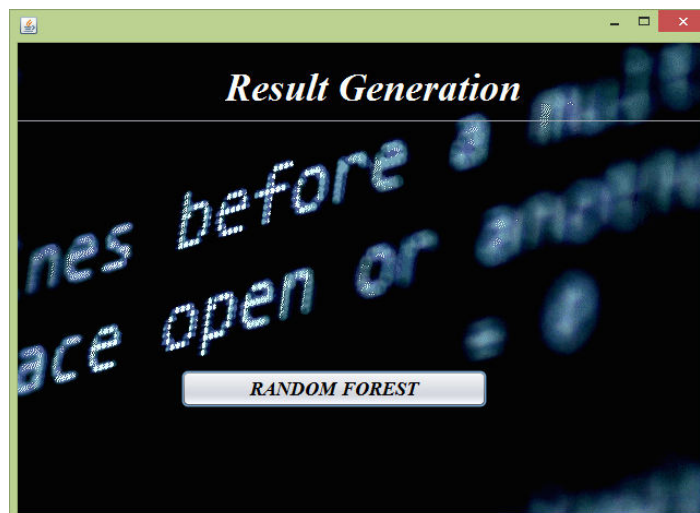 Result Generation
nes before a
ace open or
RANDOM FOREST